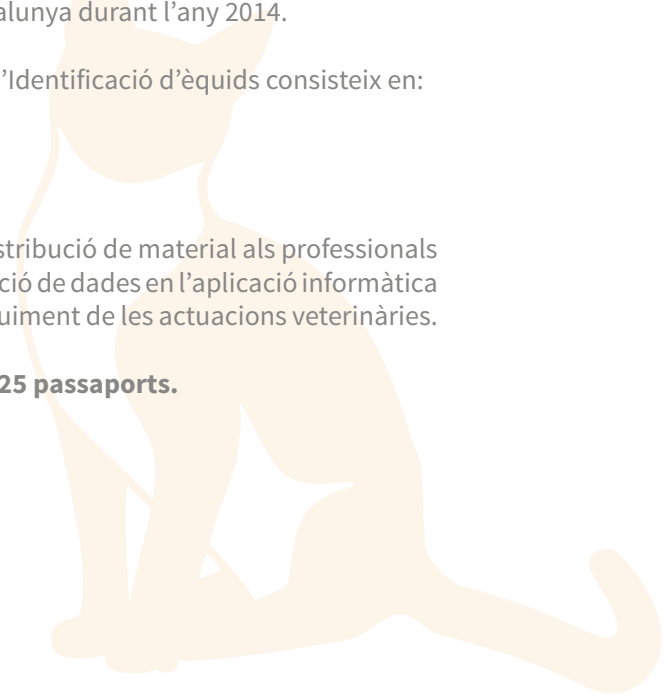 alunya durant l’any 2014.
’Identificació d’èquids consisteix en:
stribució de material als professionals
ció de dades en l’aplicació informàtica
uiment de les actuacions veterinàries.
25 passaports.